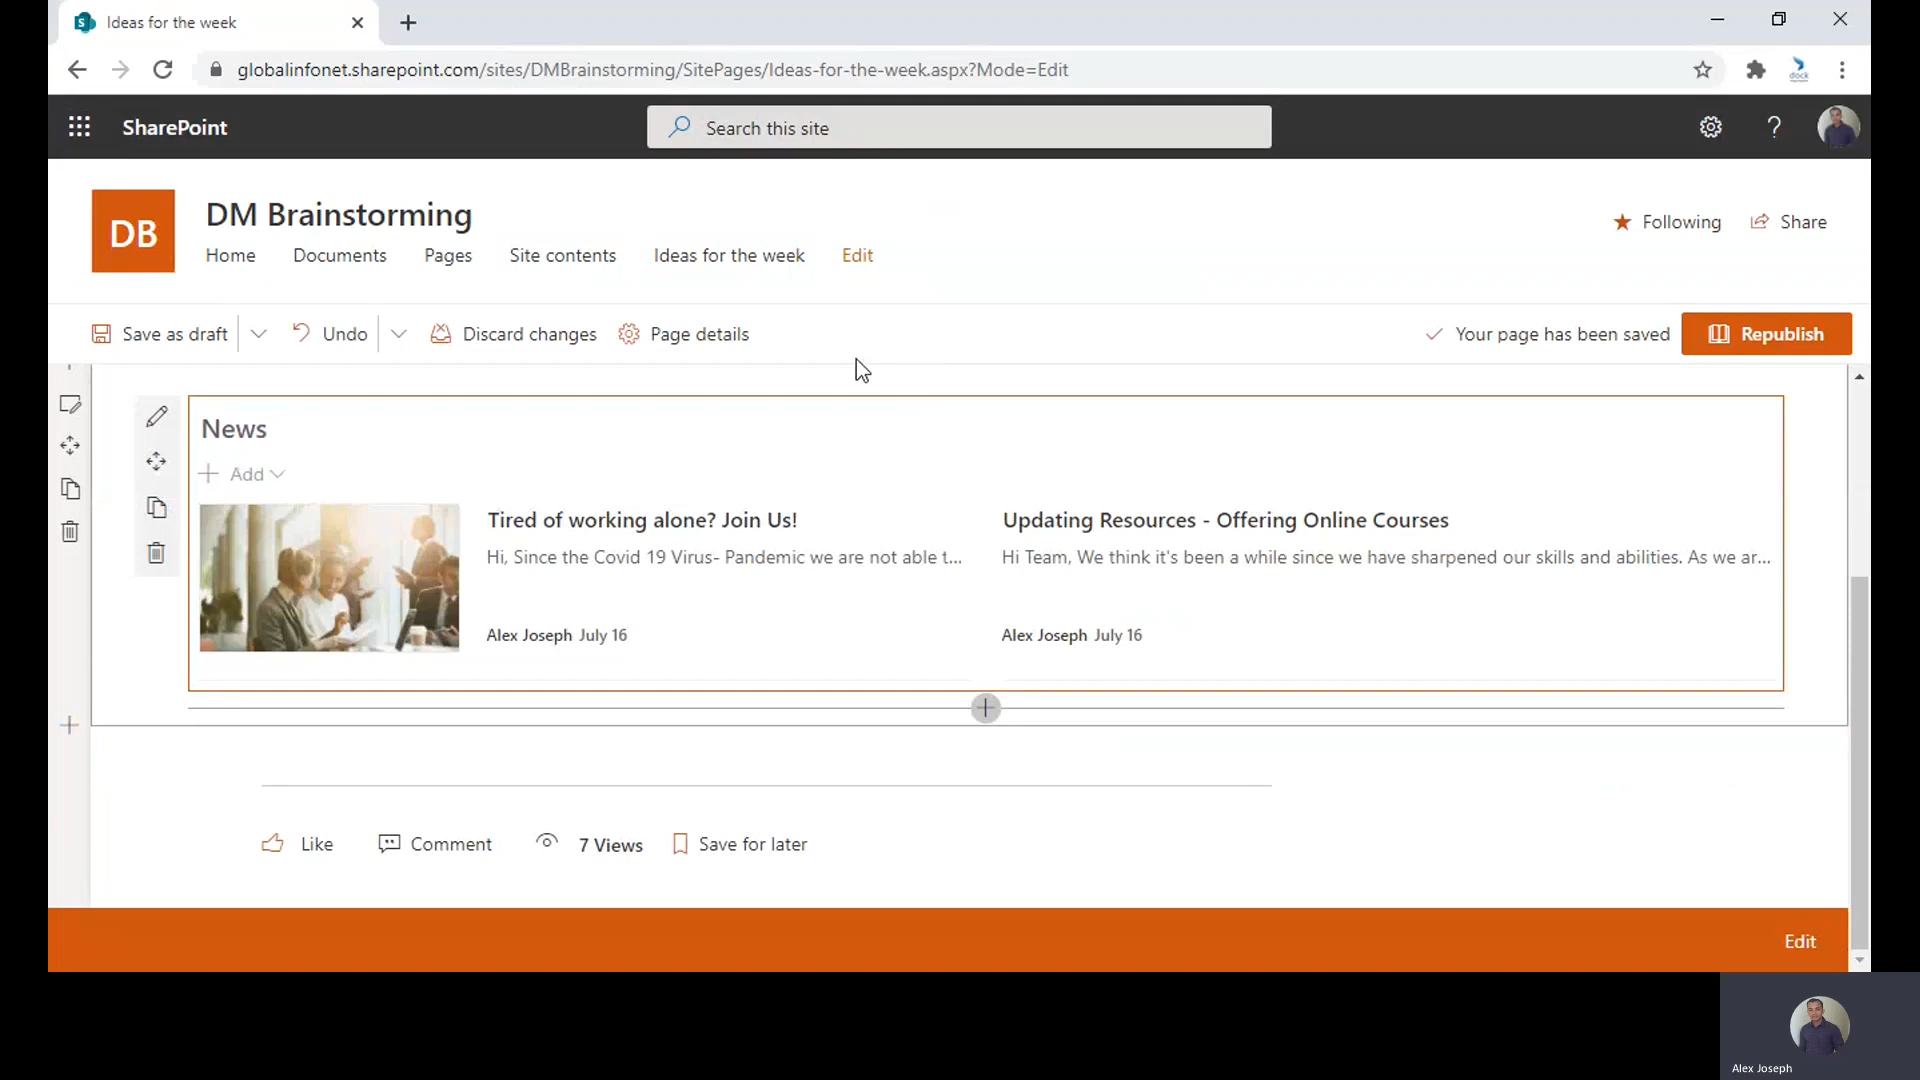 Ideas for the week
globalinfonet.sharepoint.com/sites/DMBrainstorming/SitePages/Ideas-for-the-week.aspx?Mode=Edit
dock
SharePoint
Search this site
?
DB
DM Brainstorming
Following
Share
Home
Documents
Pages
Site contents
Ideas for the week
Edit
Save as draft
Undo
Discard changes
Page details
Your page has been saved
Republish
News
Add
Tired of working alone? Join Us!
Hi, Since the Covid 19 Virus- Pandemic we are not able t...
Alex Joseph July 16
Updating Resources - Offering Online Courses
Hi Team, We think it's been a while since we have sharpened our skills and abilities. As we ar...
Alex Joseph July 16
Like
Comment
7 Views
Save for later
Edit
Alex Joseph